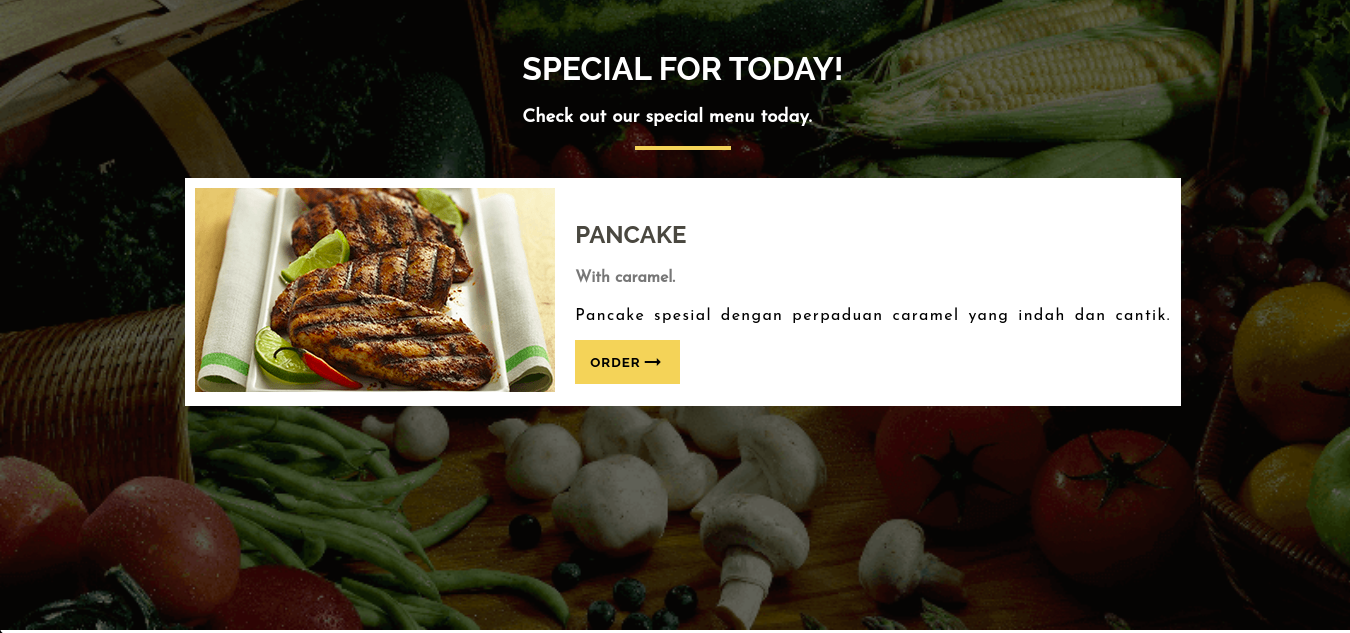 SPECIAL FOR TODAY!
Check out our special menu today.
PANCAKE
With caramel.
Pancake spesial dengan perpaduan caramel yang indah dan cantik.
ORDER →